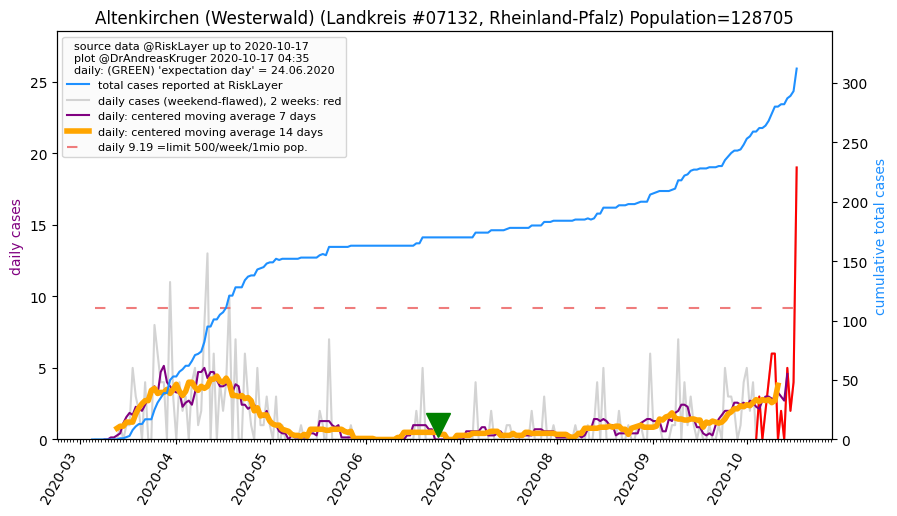 Altenkirchen (Westerwald) (Landkreis #07132, Rheinland-Pfalz) Population=128705
source data @RiskLayer up to 2020-10-17
plot @DrAndreasKruger 2020-10-17 04:35
daily: (GREEN) 'expectation day' = 24.06.2020
total cases reported at RiskLayer
daily cases (weekend-flawed), 2 weeks: red
daily: centered moving average 7 days
daily: centered moving average 14 days
daily 9.19 =limit 500/week/1mio pop.
daily cases
25
20
15
10
5
0
cumulative total cases
300
250
200
150
100
50
0
2020-03
2020-04
2020-05
2020-06
2020-07
2020-08
2020-09
2020-10